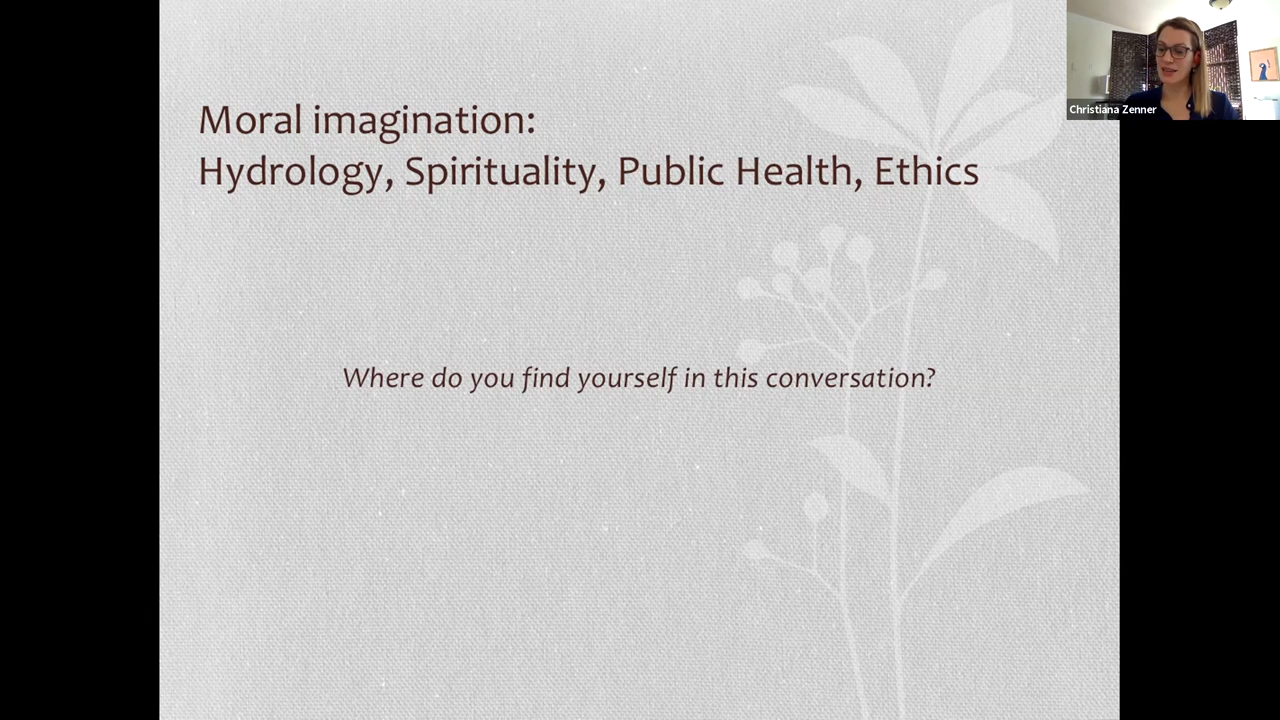 Moral imagination:
Hydrology, Spirituality, Public Health, Ethics
Where do you find yourself in this conversation?
Christiana Zenner